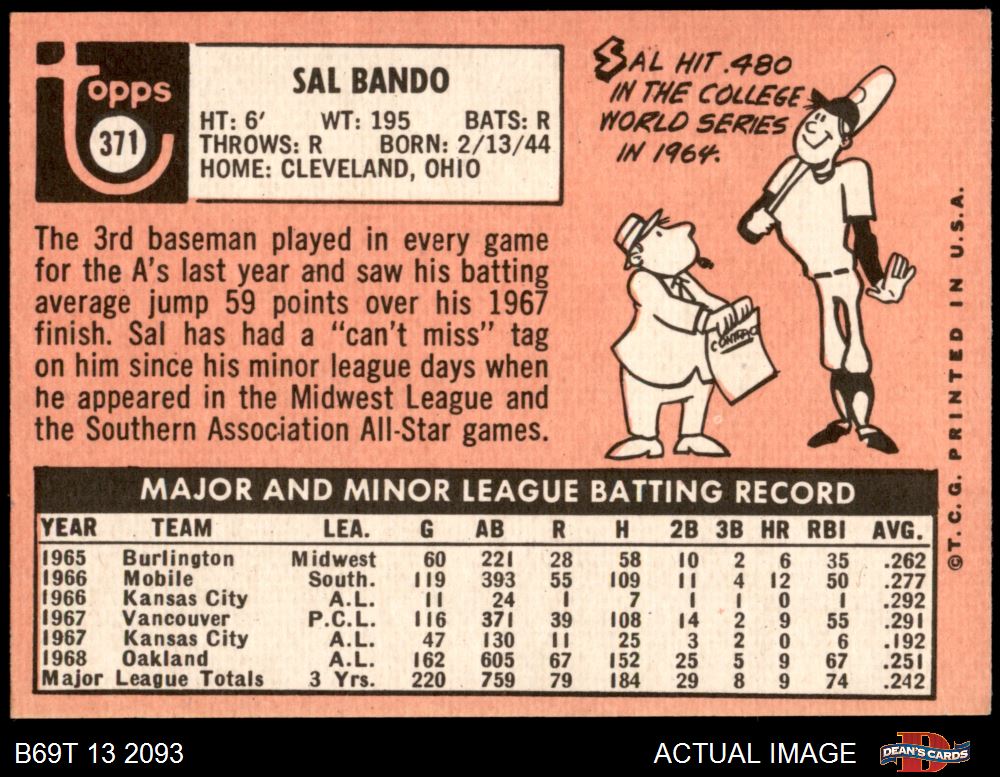 Topps
371
SAL BANDO
HT: 6' WT: 195 BATS: R
THROWS: R BORN: 2/13/44
HOME: CLEVELAND, OHIO
SAL HIT .480
IN THE COLLEGE
WORLD SERIES
IN 1964.
CONTRACT
The 3rd baseman played in every game
for the A's last year and saw his batting
average jump 59 points over his 1967
finish. Sal has had a "can't miss" tag
on him since his minor league days when
he appeared in the Midwest League and
the Southern Association All-Star games.
©T.C.G. PRINTED IN U.S.A.
MAJOR AND MINOR LEAGUE BATTING RECORD
YEAR TEAM LEA. G AB R H 2B 3B HR RBI AVG.
1965 Burlington Midwest 60 221 28 58 10 2 6 35 .262
1966 Mobile South. 119 393 55 109 11 4 12 50 .277
1966 Kansas City A.L. 11 24 1 7 1 1 0 1 .292
1967 Vancouver P.C.L. 116 371 39 108 14 2 9 55 .291
1967 Kansas City A.L. 47 130 11 25 3 2 0 6 .192
1968 Oakland A.L. 162 605 67 152 25 5 9 67 .251
Major League Totals 3 Yrs. 220 759 79 184 29 8 9 74 .242
B69T 13 2093 ACTUAL IMAGE DEAN'S CARDS